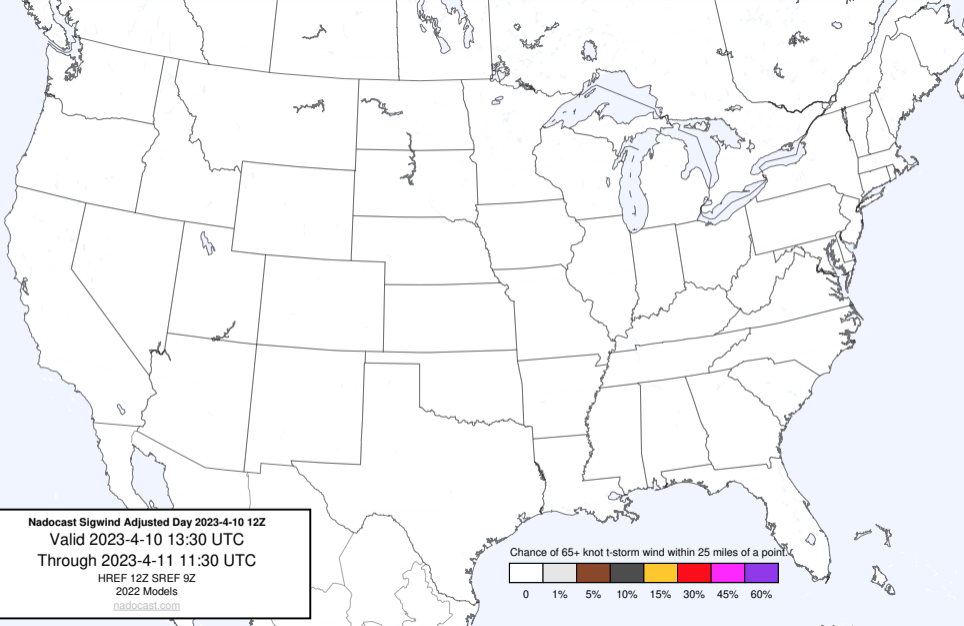 Nadocast Sigwind Adjusted Day 2023-4-10 12Z
Valid 2023-4-10 13:30 UTC
Through 2023-4-11 11:30 UTC
HREF 12Z SREF 9Z
2022 Models
nadocast.com
Chance of 65+ knot t-storm wind within 25 miles of a point.
0 1% 5% 10% 15% 30% 45% 60%